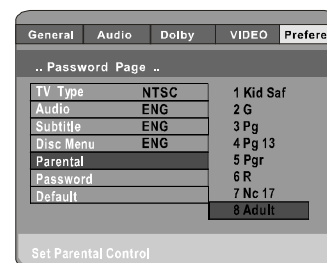 General Audio Dolby VIDEO Prefere
.. Password Page ..
TV Type NTSC 1 Kid Saf
Audio ENG 2 G
Subtitle ENG 3 Pg
Disc Menu ENG 4 Pg 13
Parental 5 Pgr
Password 6 R
Default 7 Nc 17
8 Adult
Set Parental Control